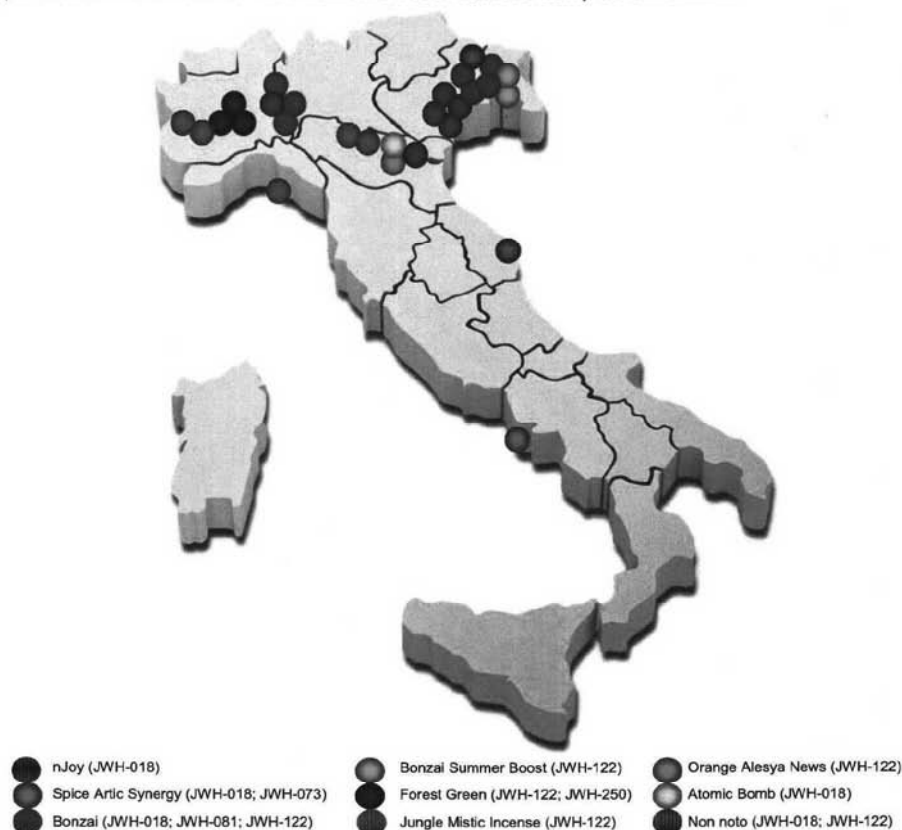 nJoy (JWH-018)
Bonzai Summer Boost (JWH-122)
Orange Alesya News (JWH-122)
Spice Artic Synergy (JWH-018; JWH-073)
Forest Green (JWH-122; JWH-250)
Atomic Bomb (JWH-018)
Bonzai (JWH-018; JWH-081; JWH-122)
Jungle Mistic Incense (JWH-122)
Non noto (JWH-018; JWH-122)